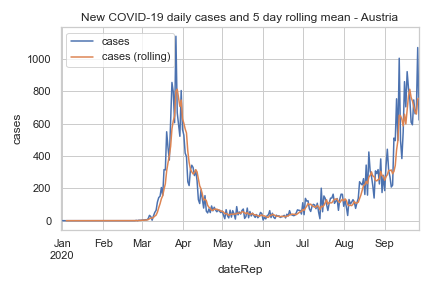 New COVID-19 daily cases and 5 day rolling mean - Austria
cases
cases (rolling)
1000
800
600
400
200
0
cases
Jan Feb Mar Apr May Jun Jul Aug Sep
2020
dateRep